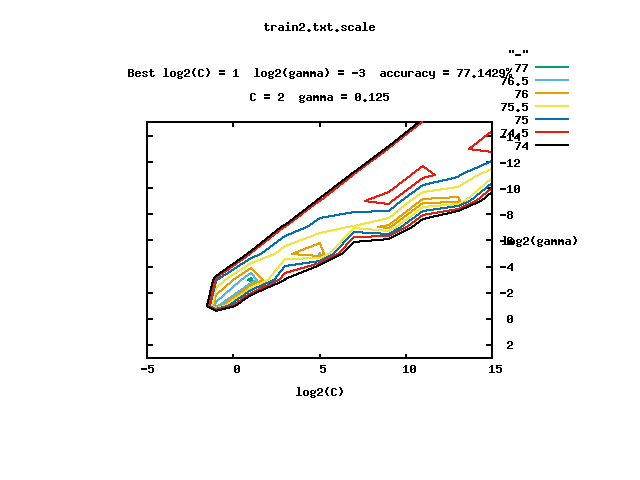 train2.txt.scale
"-"
Best log2(C) = 1  log2(gamma) = -3  accuracy = 77.1429%
C = 2  gamma = 0.125
77
76.5
76
75.5
75
74.5
74
-14
-12
-10
-8
-6
log2(gamma)
-4
-2
0
2
-5 0 5 10 15
log2(C)